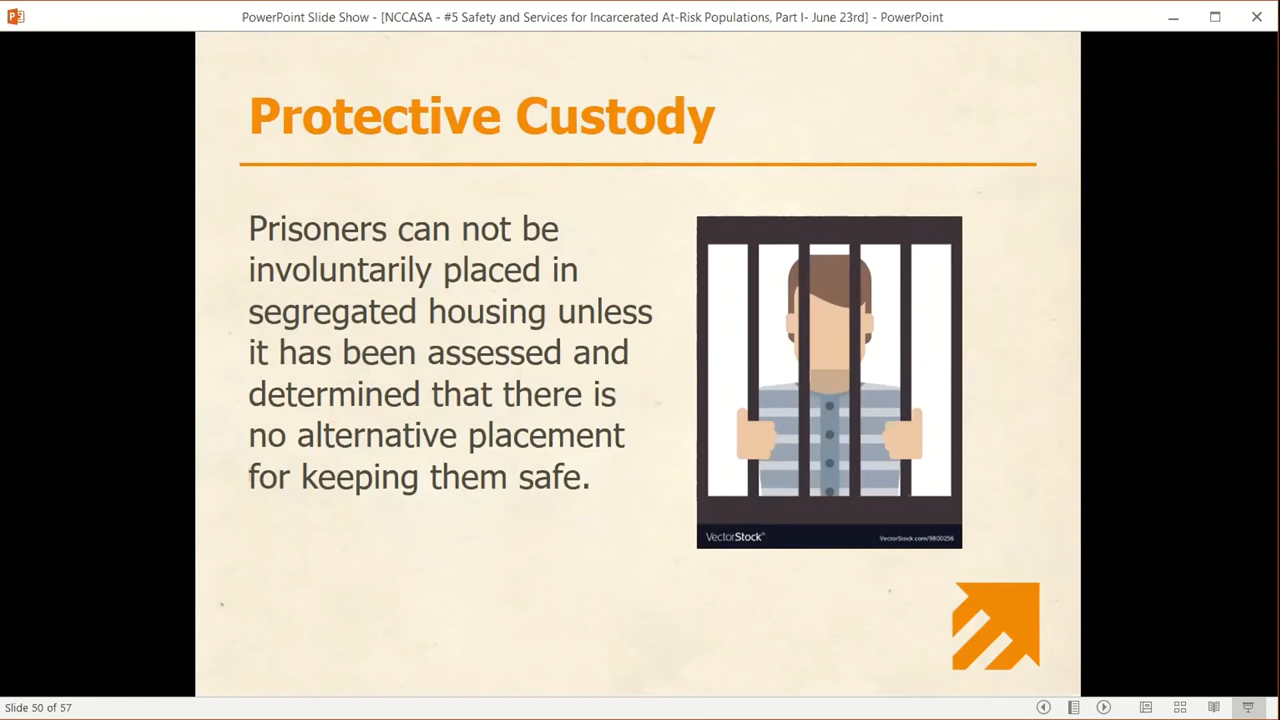 PowerPoint Slide Show - [NCCASA - #5 Safety and Services for Incarcerated At-Risk Populations, Part I- June 23rd] - PowerPoint
Protective Custody
Prisoners can not be
involuntarily placed in
segregated housing unless
it has been assessed and
determined that there is
no alternative placement
for keeping them safe.
VectorStock®
VectorStock.com/9800256
Slide 50 of 57